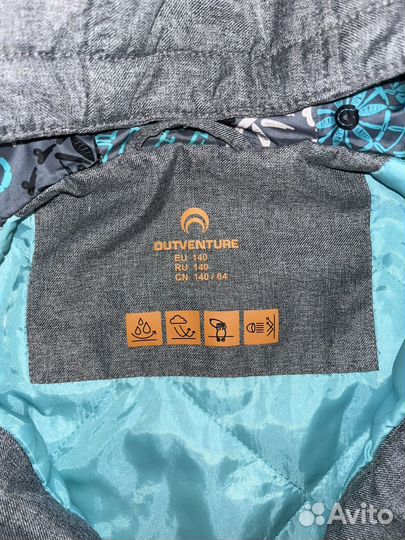 OUTVENTURE
EU 140
RU 140
CN 140 / 64
Avito